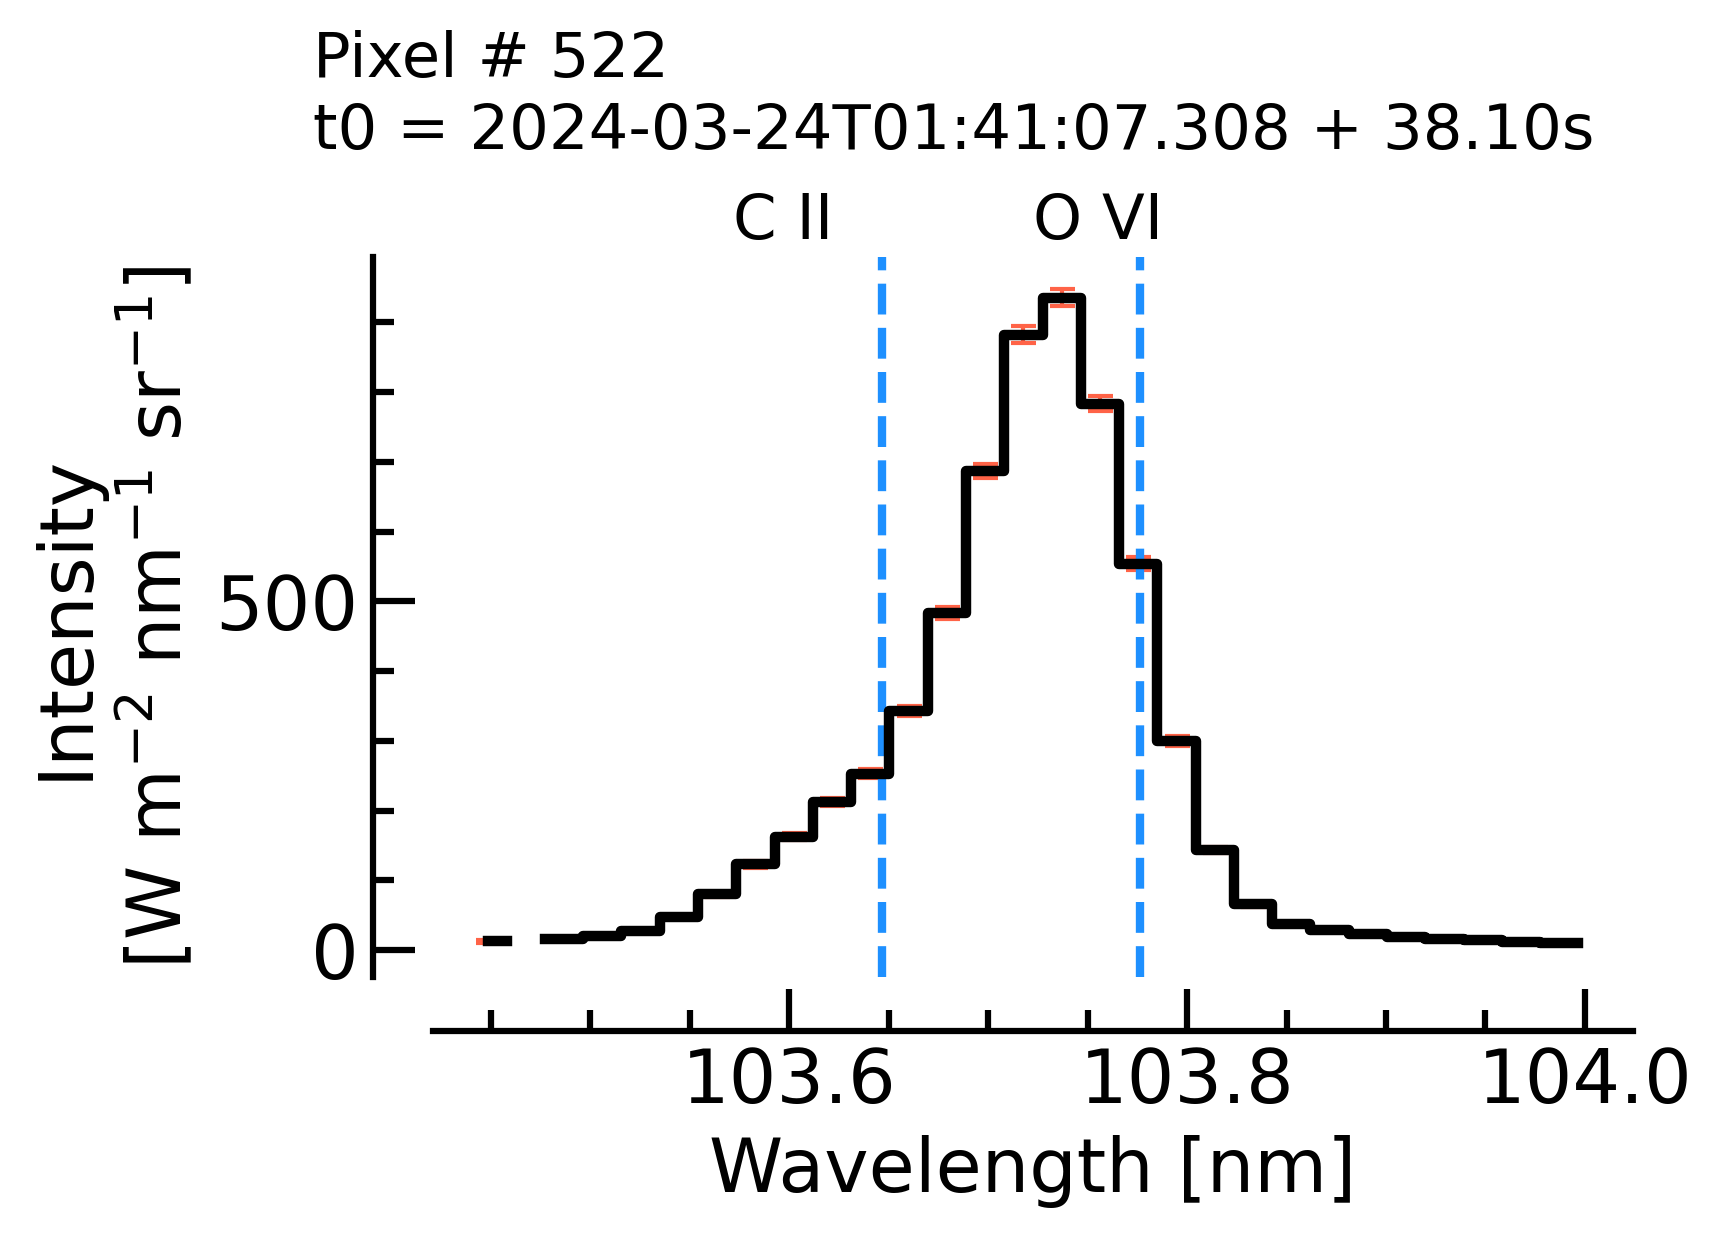 Pixel # 522
t0 = 2024-03-24T01:41:07.308 + 38.10s
C II
O VI
Intensity
[W m⁻² nm⁻¹ sr⁻¹]
500
0
103.6
103.8
104.0
Wavelength [nm]